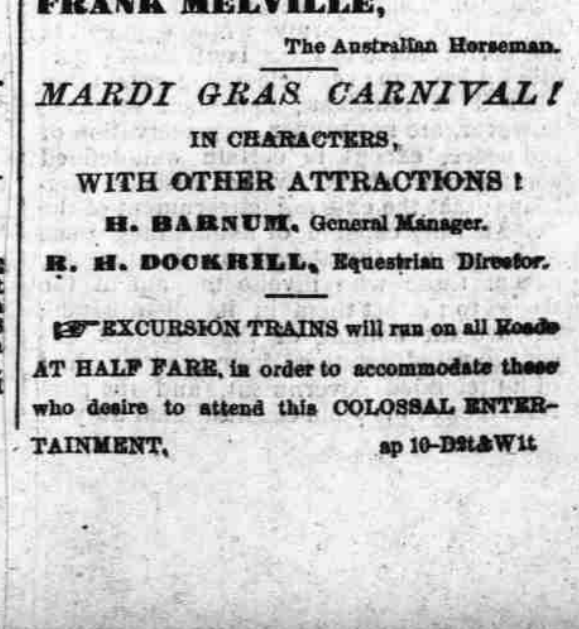 FRANK MELVILLE,
The Australian Horseman.
MARDI GRAS CARNIVAL!
IN CHARACTERS,
WITH OTHER ATTRACTIONS!
H. BARNUM, General Manager.
R. H. DOCKRILL, Equestrian Director.
☞ EXCURSION TRAINS will run on all Roads
AT HALF FARE, in order to accommodate those
who desire to attend this COLOSSAL ENTER-
TAINMENT, ap 10-D2t&W1t